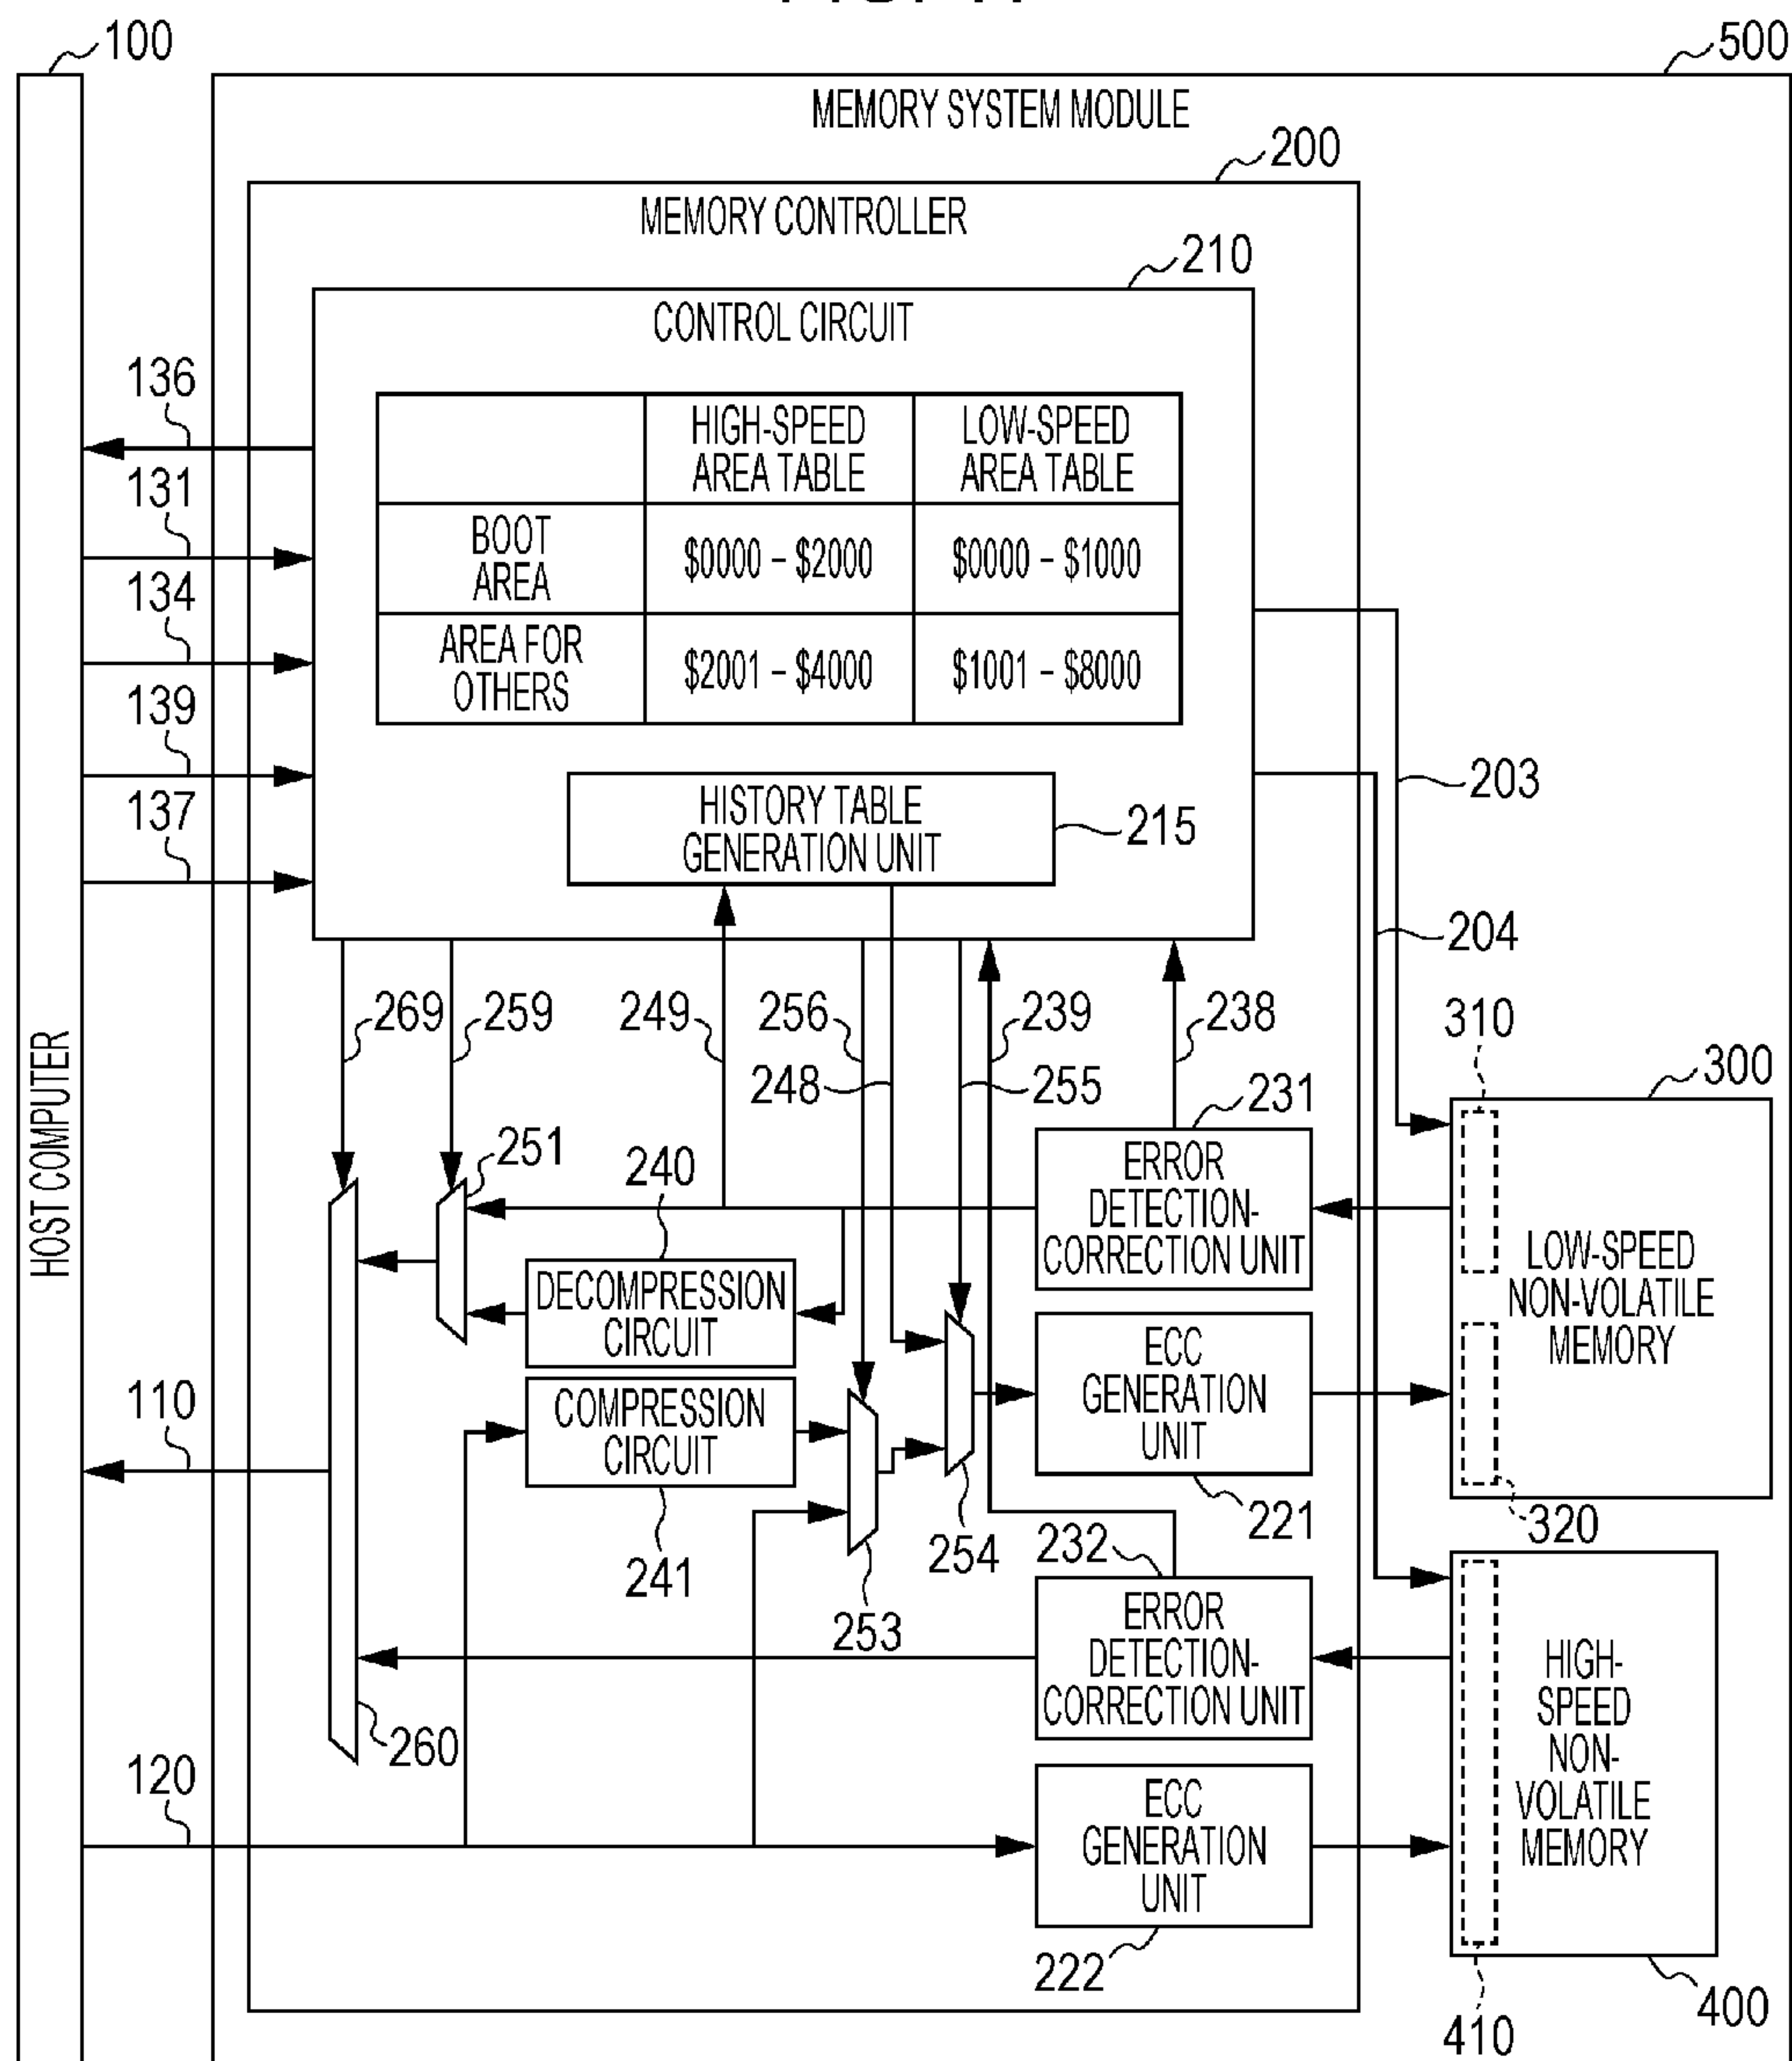 100
500
MEMORY SYSTEM MODULE
200
MEMORY CONTROLLER
210
CONTROL CIRCUIT
136
131
134
139
137
HIGH-SPEED
AREA TABLE
LOW-SPEED
AREA TABLE
BOOT
AREA
$0000 – $2000
$0000 – $1000
AREA FOR
OTHERS
$2001 – $4000
$1001 – $8000
203
HISTORY TABLE
GENERATION UNIT
215
204
269
259
249
256
239
238
310
248
255
300
231
251
240
HOST COMPUTER
ERROR
DETECTION-
CORRECTION UNIT
LOW-SPEED
NON-VOLATILE
MEMORY
DECOMPRESSION
CIRCUIT
ECC
GENERATION
UNIT
COMPRESSION
CIRCUIT
110
221
320
254
232
241
253
ERROR
DETECTION-
CORRECTION UNIT
HIGH-
SPEED
NON-
VOLATILE
MEMORY
260
120
ECC
GENERATION
UNIT
222
400
410